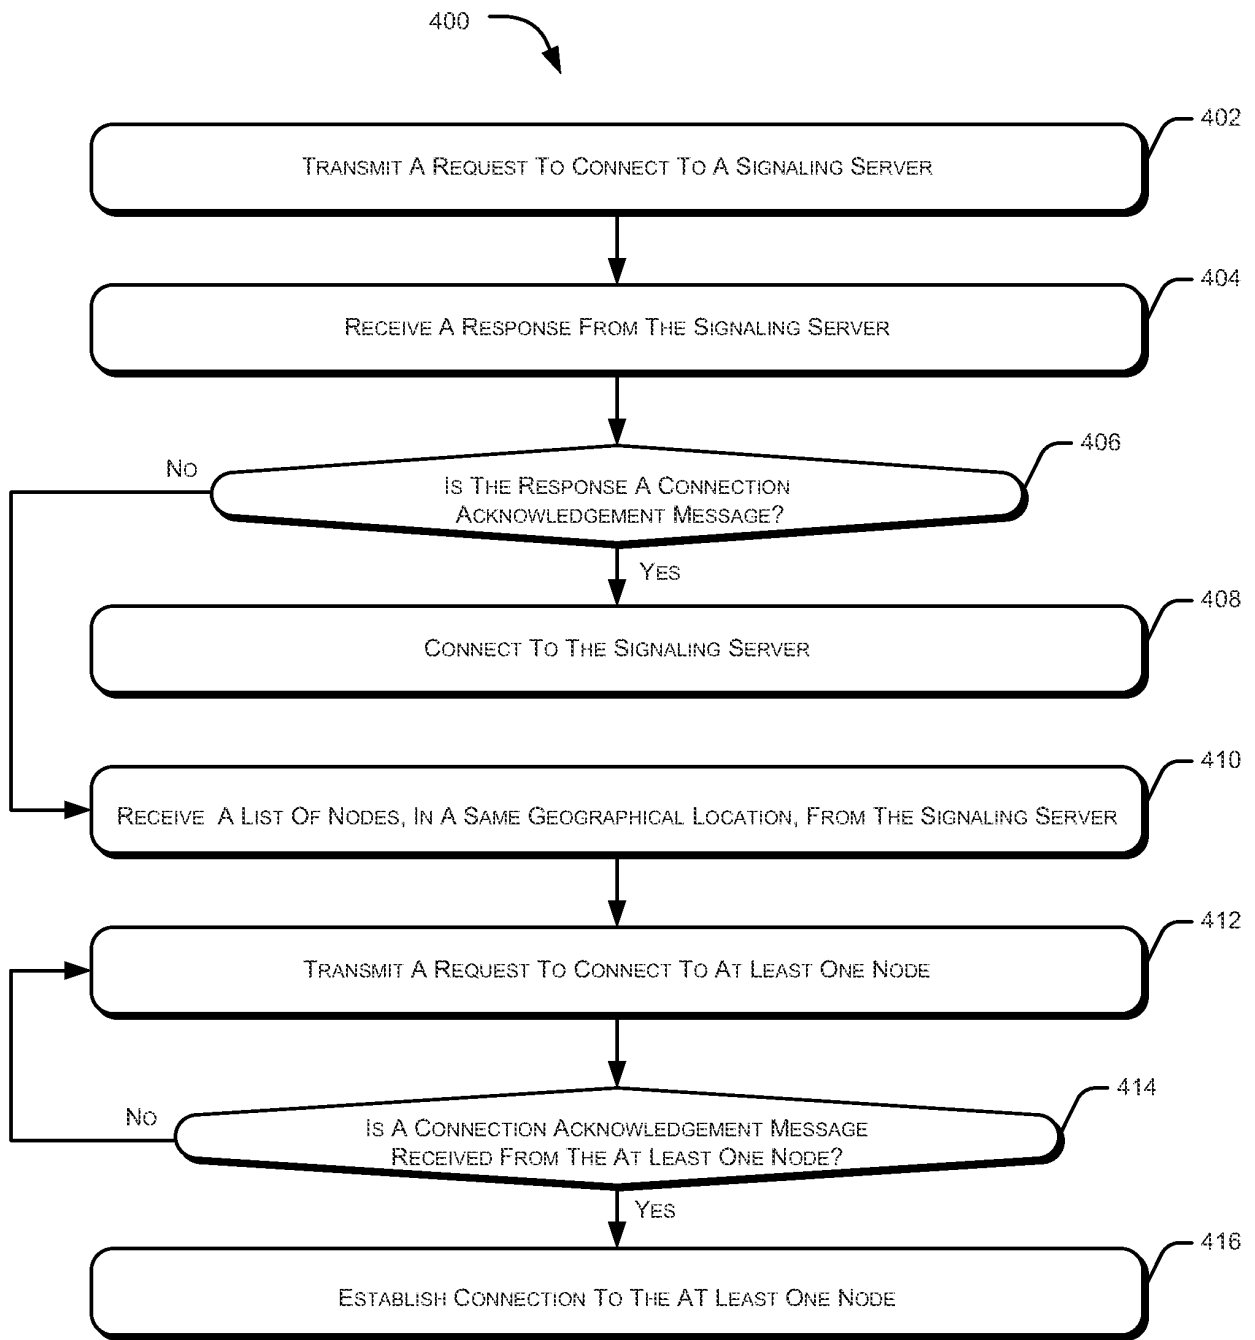 400
402
TRANSMIT A REQUEST TO CONNECT TO A SIGNALING SERVER
404
RECEIVE A RESPONSE FROM THE SIGNALING SERVER
406
NO
IS THE RESPONSE A CONNECTION
ACKNOWLEDGEMENT MESSAGE?
YES
408
CONNECT TO THE SIGNALING SERVER
410
RECEIVE A LIST OF NODES, IN A SAME GEOGRAPHICAL LOCATION, FROM THE SIGNALING SERVER
412
TRANSMIT A REQUEST TO CONNECT TO AT LEAST ONE NODE
414
NO
IS A CONNECTION ACKNOWLEDGEMENT MESSAGE
RECEIVED FROM THE AT LEAST ONE NODE?
YES
416
ESTABLISH CONNECTION TO THE AT LEAST ONE NODE